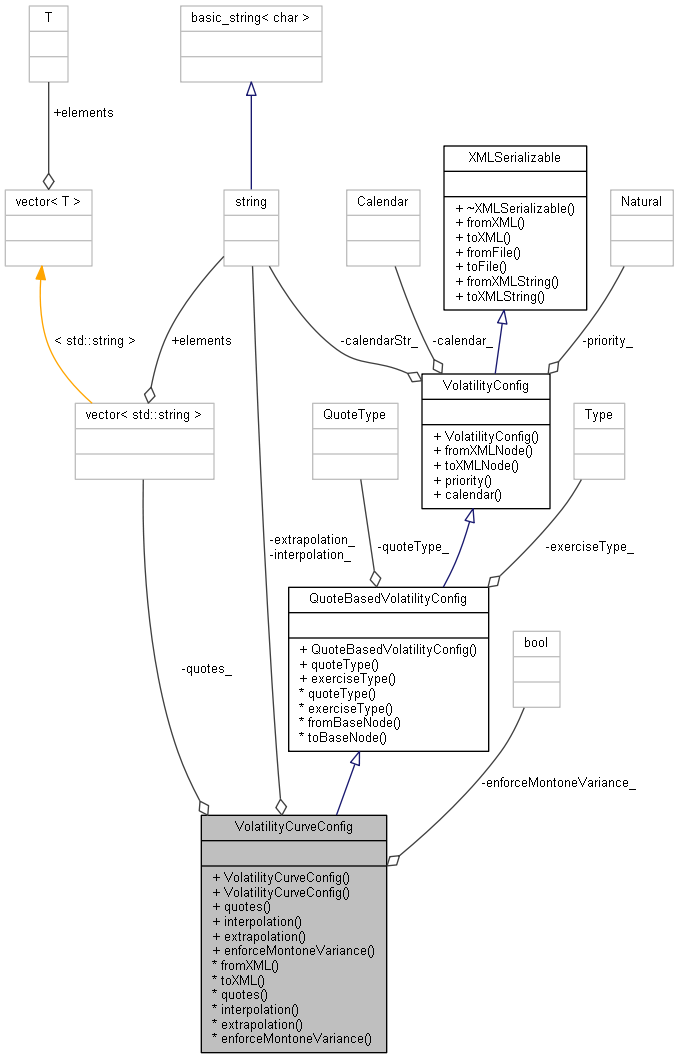 T
basic_string< char >
+elements
XMLSerializable
+ ~XMLSerializable()
+ fromXML()
+ toXML()
+ fromFile()
+ toFile()
+ fromXMLString()
+ toXMLString()
vector< T >
string
Calendar
Natural
< std::string >
+elements
-calendarStr_
-calendar_
-priority_
VolatilityConfig
+ VolatilityConfig()
+ fromXMLNode()
+ toXMLNode()
+ priority()
+ calendar()
vector< std::string >
QuoteType
Type
-extrapolation_
-interpolation_
-quoteType_
-exerciseType_
QuoteBasedVolatilityConfig
+ QuoteBasedVolatilityConfig()
+ quoteType()
+ exerciseType()
* quoteType()
* exerciseType()
* fromBaseNode()
* toBaseNode()
bool
-quotes_
-enforceMontoneVariance_
VolatilityCurveConfig
+ VolatilityCurveConfig()
+ VolatilityCurveConfig()
+ quotes()
+ interpolation()
+ extrapolation()
+ enforceMontoneVariance()
* fromXML()
* toXML()
* quotes()
* interpolation()
* extrapolation()
* enforceMontoneVariance()